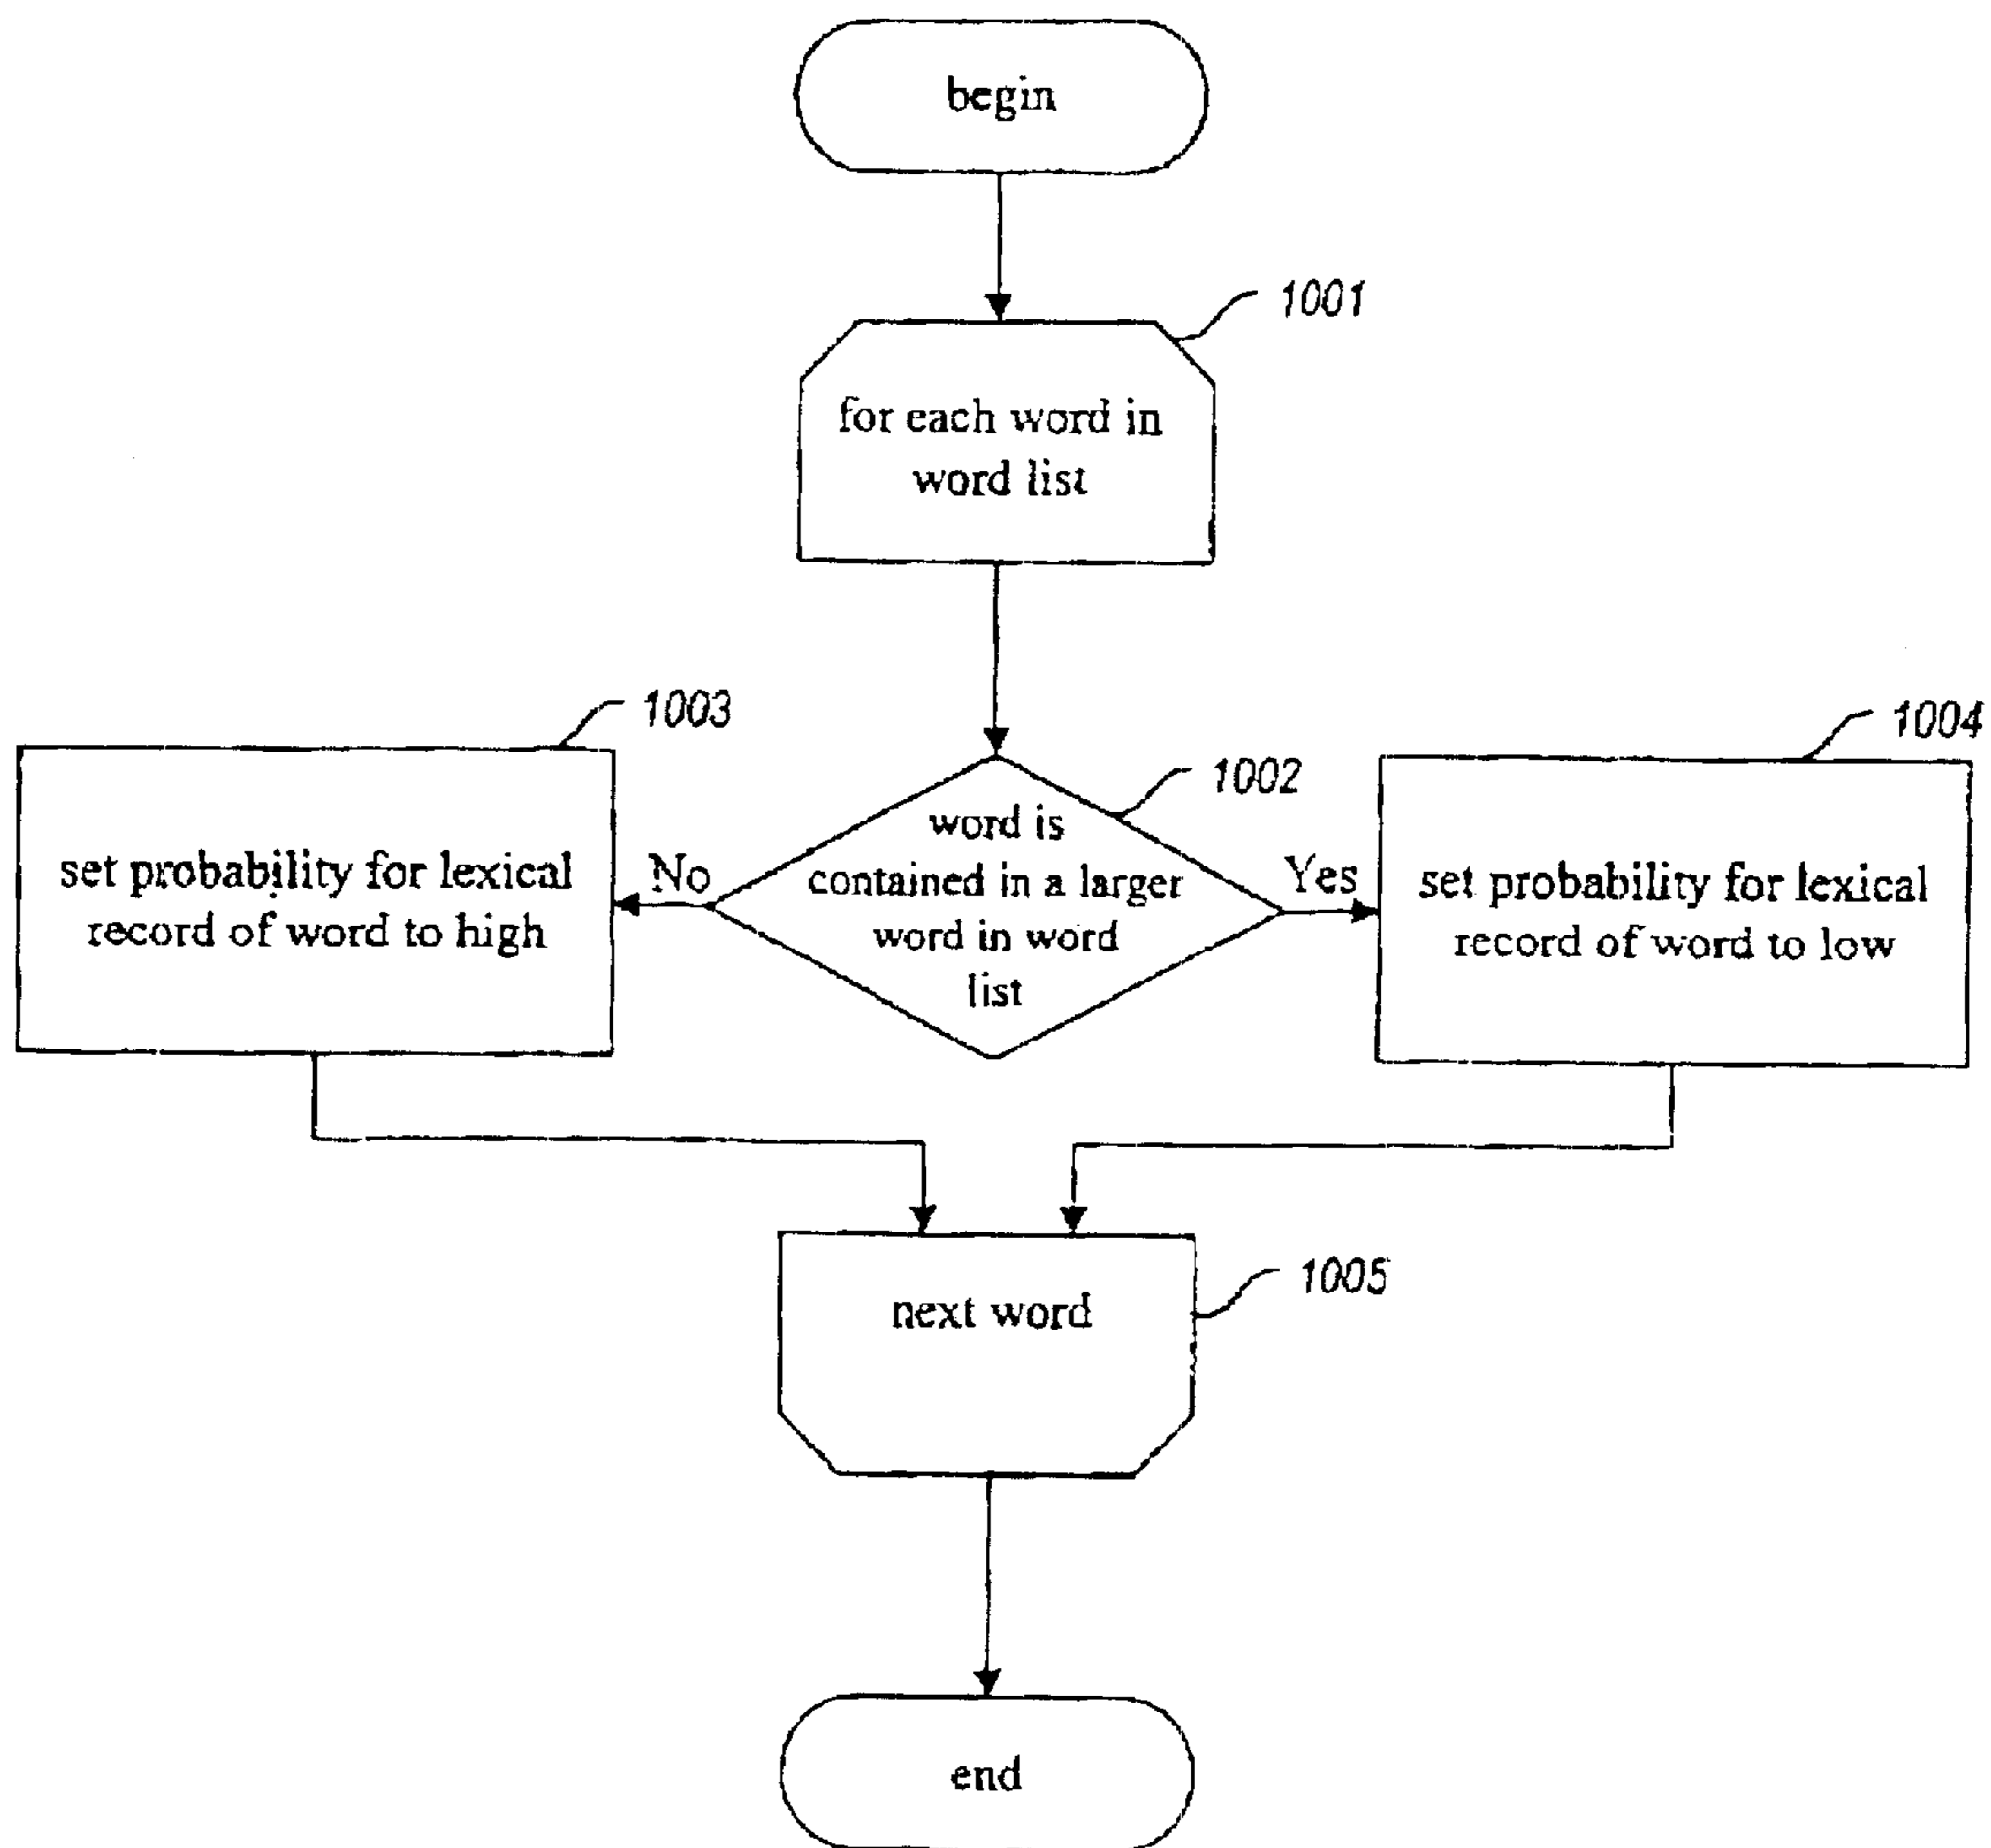 begin
1001
for each word in
word list
1002
word is
contained in a larger
word in word
list
No
1003
set probability for lexical
record of word to high
Yes
1004
set probability for lexical
record of word to low
1005
next word
end